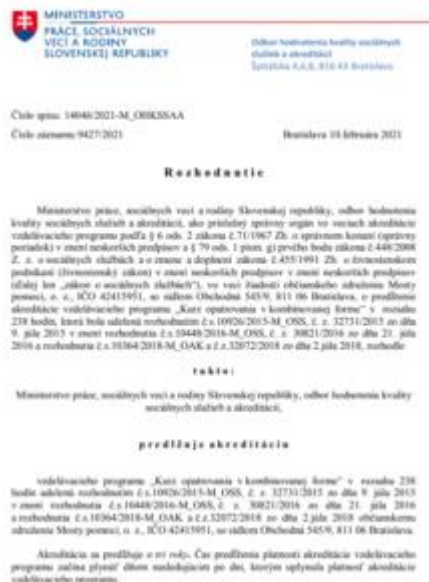 MINISTERSTVO
PRÁCE, SOCIÁLNYCH
VECÍ A RODINY
SLOVENSKEJ REPUBLIKY
Odbor hodnotenia kvality sociálnych
služieb a akreditácií
Špitálska 4,6,8, 816 43 Bratislava
Číslo spisu: 14046/2021-M_OHKSSAA
Číslo záznamu: 9427/2021 Bratislava 10. februára 2021
Rozhodnutie
Ministerstvo práce, sociálnych vecí a rodiny Slovenskej republiky, odbor hodnotenia
kvality sociálnych služieb a akreditácií, ako príslušný správny orgán vo veciach akreditácie
vzdelávacieho programu podľa § 6 ods. 2 zákona č.71/1967 Zb. o správnom konaní (správny
poriadok) v znení neskorších predpisov a § 79 ods. 1 písm. g) prvého bodu zákona č.448/2008
Z. z. o sociálnych službách a o zmene a doplnení zákona č.455/1991 Zb. o živnostenskom
podnikaní (živnostenský zákon) v znení neskorších predpisov v znení neskorších predpisov
(ďalej len „zákon o sociálnych službách"), vo veci žiadosti občianskeho združenia Mosty
pomoci, o. z., IČO 42415951, so sídlom Obchodná 545/9, 811 06 Bratislava, o predĺženie
akreditácie vzdelávacieho programu „Kurz opatrovania v kombinovanej forme" v rozsahu
238 hodín, ktorá bola udelená rozhodnutím č.s.10926/2015-M_OSS, č. z. 32731/2015 zo dňa
9. júla 2015 v znení rozhodnutia č.s.10448/2016-M_OSS, č. z. 30821/2016 zo dňa 21. júla
2016 a rozhodnutia č.s.10364/2018-M_OAK a č.z.32072/2018 zo dňa 2.júla 2018, rozhodlo
takto:
Ministerstvo práce, sociálnych vecí a rodiny Slovenskej republiky, odbor hodnotenia kvality
sociálnych služieb a akreditácií,
predlžuje akreditáciu
vzdelávacieho programu „Kurz opatrovania v kombinovanej forme" v rozsahu 238
hodín udelenú rozhodnutím č.s.10926/2015-M_OSS, č. z. 32731/2015 zo dňa 9. júla 2015
v znení rozhodnutia č.s.10448/2016-M_OSS, č. z. 30821/2016 zo dňa 21. júla 2016
a rozhodnutia č.s.10364/2018-M_OAK a č.z.32072/2018 zo dňa 2.júla 2018 občianskemu
združeniu Mosty pomoci, o. z., IČO 42415951, so sídlom Obchodná 545/9, 811 06 Bratislava.
Akreditácia sa predlžuje o tri roky. Čas predĺženia platnosti akreditácie vzdelávacieho
programu začína plynúť dňom nasledujúcim po dni, ktorým uplynula platnosť akreditácie
vzdelávacieho programu.